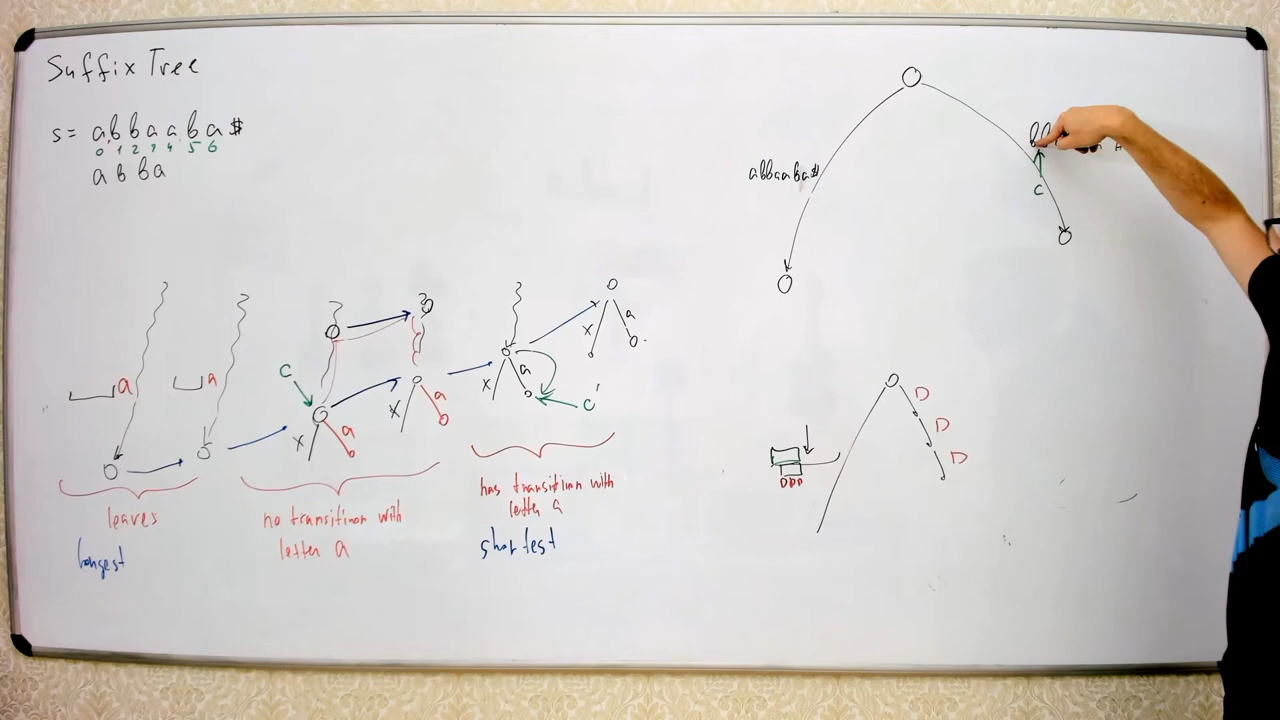 Suffix Tree
s = abbaaba#
0 1 2 3 4 5 6
abba
abbaaba#
b
c
a
a
c
x
a
x
a
x
a
c'
x
a
D
D
D
DDD
leaves
longest
no transition with
letter a
has transition with
letter a
shortest